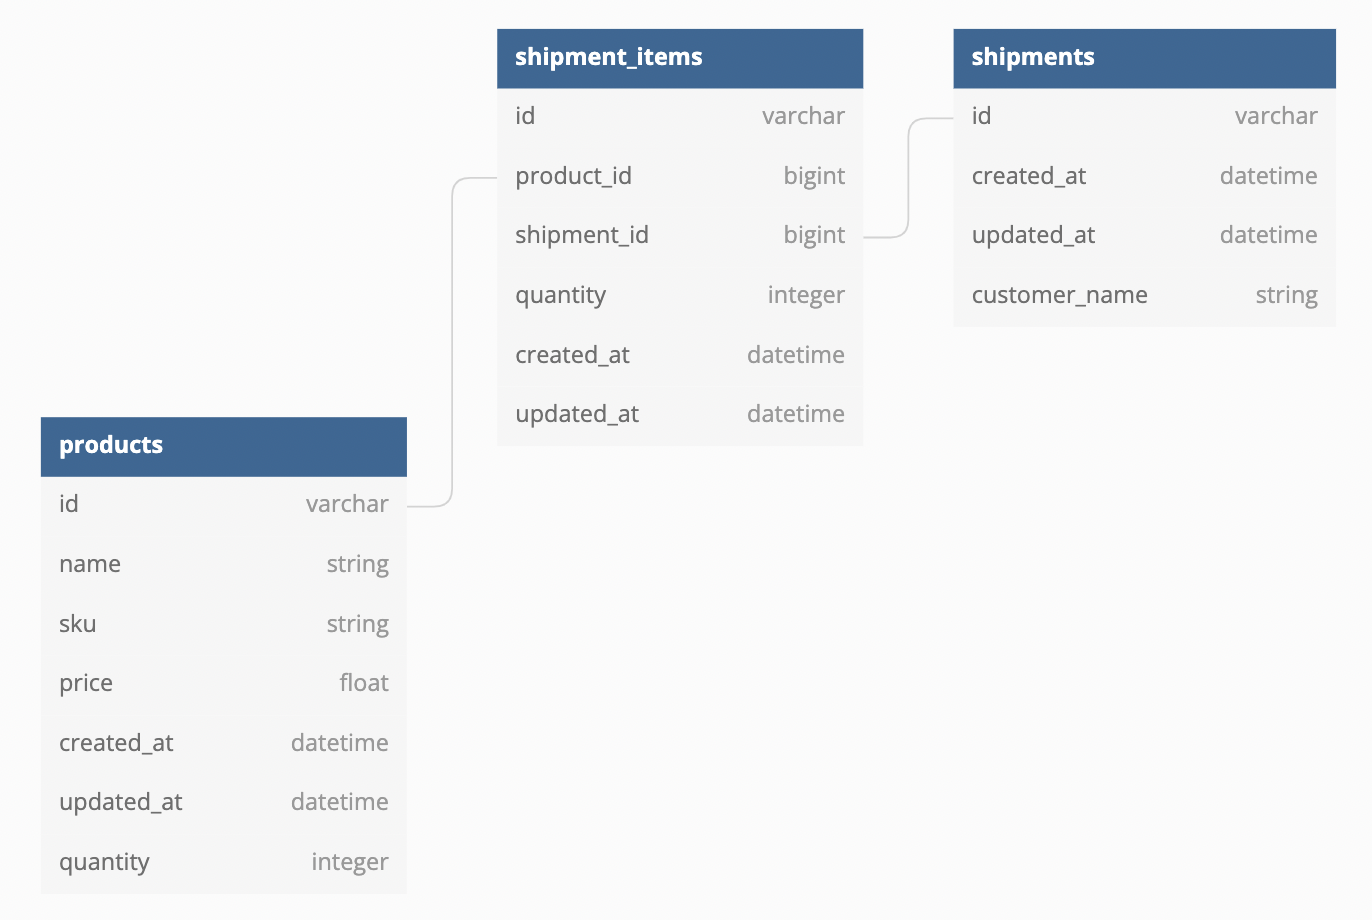 shipment_items
id varchar
product_id bigint
shipment_id bigint
quantity integer
created_at datetime
updated_at datetime
shipments
id varchar
created_at datetime
updated_at datetime
customer_name string
products
id varchar
name string
sku string
price float
created_at datetime
updated_at datetime
quantity integer